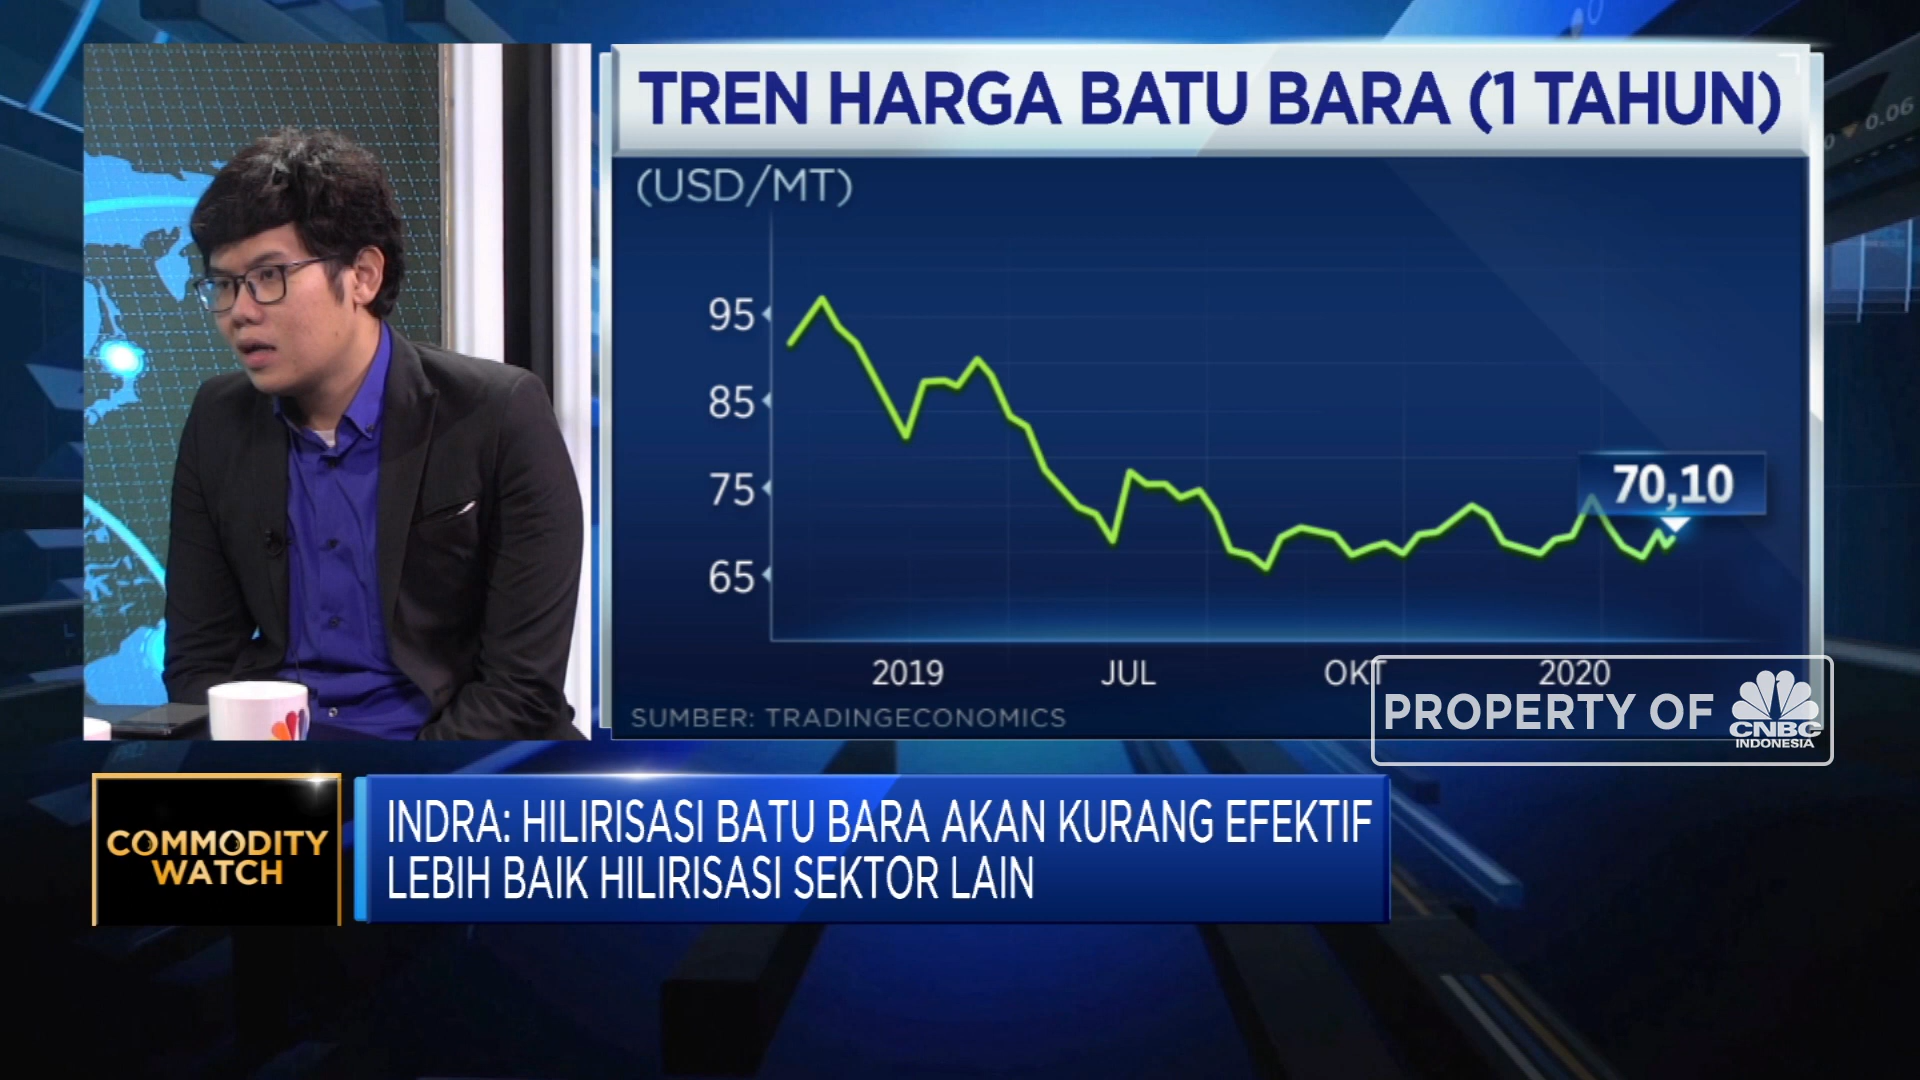 TREN HARGA BATU BARA (1 TAHUN)
0.06
(USD/MT)
95
85
75
65
70,10
2019 JUL OKT 2020
SUMBER: TRADINGECONOMICS
PROPERTY OF CNBC INDONESIA
COMMODITY
WATCH
INDRA: HILIRISASI BATU BARA AKAN KURANG EFEKTIF
LEBIH BAIK HILIRISASI SEKTOR LAIN